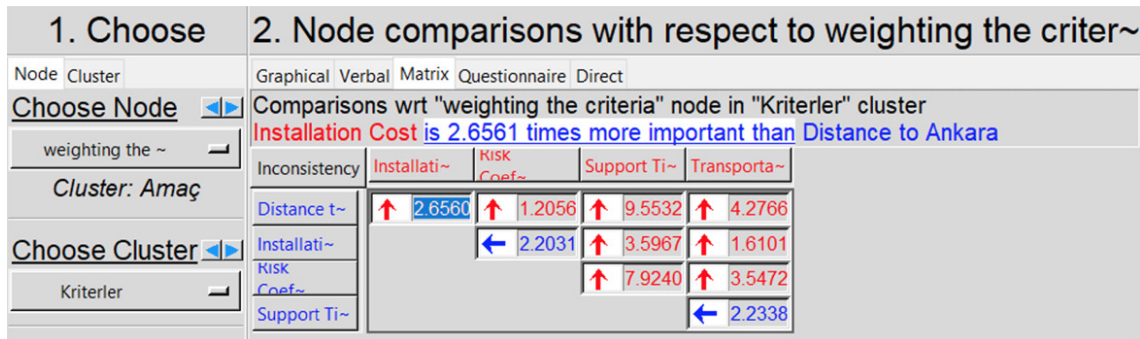 1. Choose
2. Node comparisons with respect to weighting the criter~
Node Cluster
Graphical Verbal Matrix Questionnaire Direct
Choose Node
Comparisons wrt "weighting the criteria" node in "Kriterler" cluster
Installation Cost is 2.6561 times more important than Distance to Ankara
weighting the ~
Cluster: Amaç
Choose Cluster
Kriterler
Inconsistency Installati~ Risk Coef~ Support Ti~ Transporta~
Distance t~ 2.6560 1.2056 9.5532 4.2766
Installati~ 2.2031 3.5967 1.6101
Risk Coef~ 7.9240 3.5472
Support Ti~ 2.2338